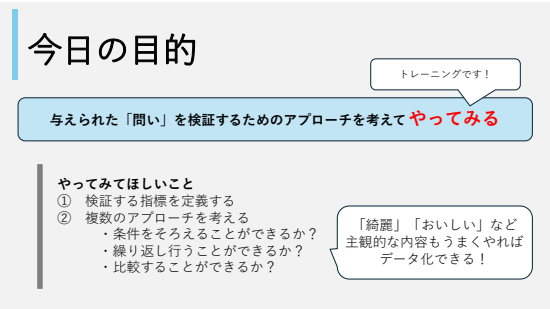 今日の目的
トレーニングです！
与えられた「問い」を検証するためのアプローチを考えてやってみる
やってみてほしいこと
① 検証する指標を定義する
② 複数のアプローチを考える
・条件をそろえることができるか？
・繰り返し行うことができるか？
・比較することができるか？
「綺麗」「おいしい」など
主観的な内容もうまくやれば
データ化できる！